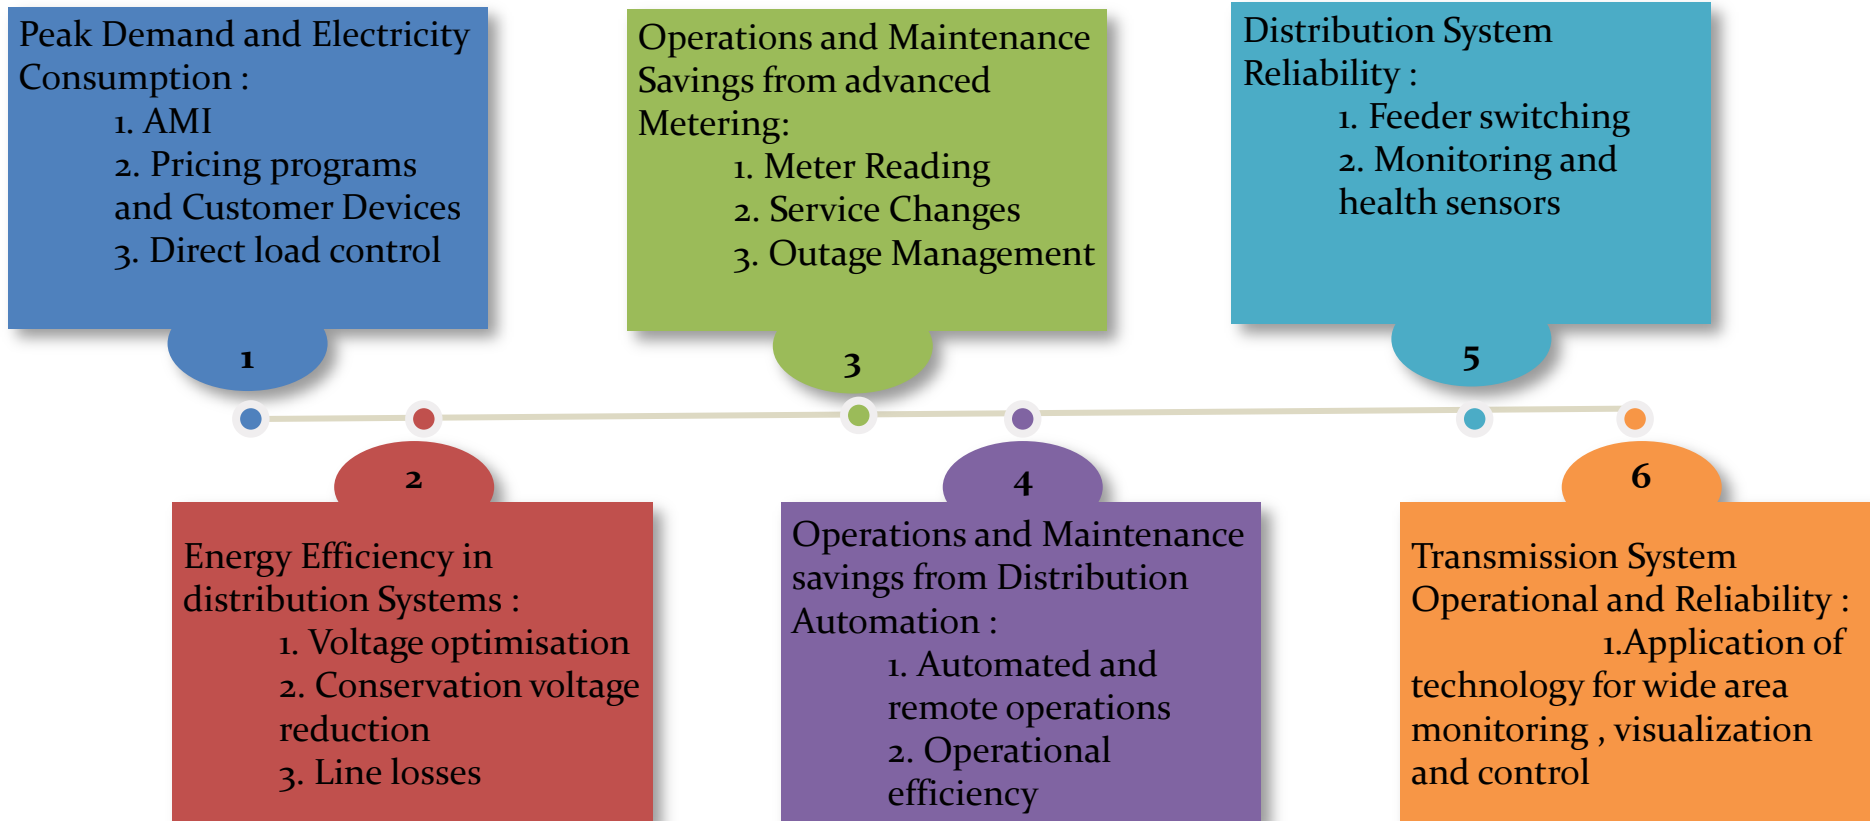 Peak Demand and Electricity
Consumption :
1. AMI
2. Pricing programs
and Customer Devices
3. Direct load control
1
2
Energy Efficiency in
distribution Systems :
1. Voltage optimisation
2. Conservation voltage
reduction
3. Line losses
Operations and Maintenance
Savings from advanced
Metering:
1. Meter Reading
2. Service Changes
3. Outage Management
3
4
Operations and Maintenance
savings from Distribution
Automation :
1. Automated and
remote operations
2. Operational
efficiency
Distribution System
Reliability :
1. Feeder switching
2. Monitoring and
health sensors
5
6
Transmission System
Operational and Reliability :
1.Application of
technology for wide area
monitoring , visualization
and control